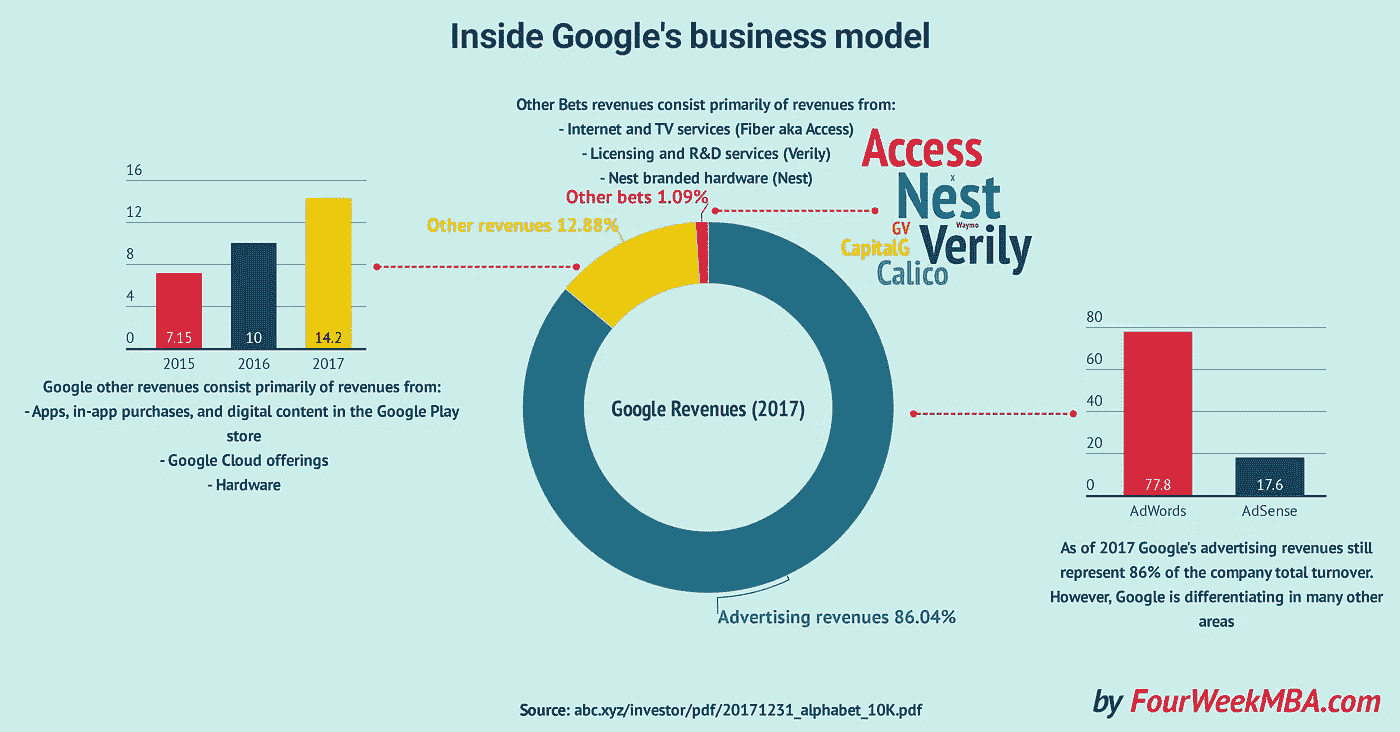 Inside Google's business model
Other Bets revenues consist primarily of revenues from:
- Internet and TV services (Fiber aka Access)
- Licensing and R&D services (Verily)
- Nest branded hardware (Nest)
Other bets 1.09%
Other revenues 12.88%
Access
Nest
x
GV
Waymo
CapitalG
Verily
Calico
16
12
8
4
0
7.15
10
14.2
2015
2016
2017
Google other revenues consist primarily of revenues from:
- Apps, in-app purchases, and digital content in the Google Play
store
- Google Cloud offerings
- Hardware
Google Revenues (2017)
Advertising revenues 86.04%
80
60
40
20
0
77.8
17.6
AdWords
AdSense
As of 2017 Google's advertising revenues still
represent 86% of the company total turnover.
However, Google is differentiating in many other
areas
Source: abc.xyz/investor/pdf/20171231_alphabet_10K.pdf
by FourWeekMBA.com